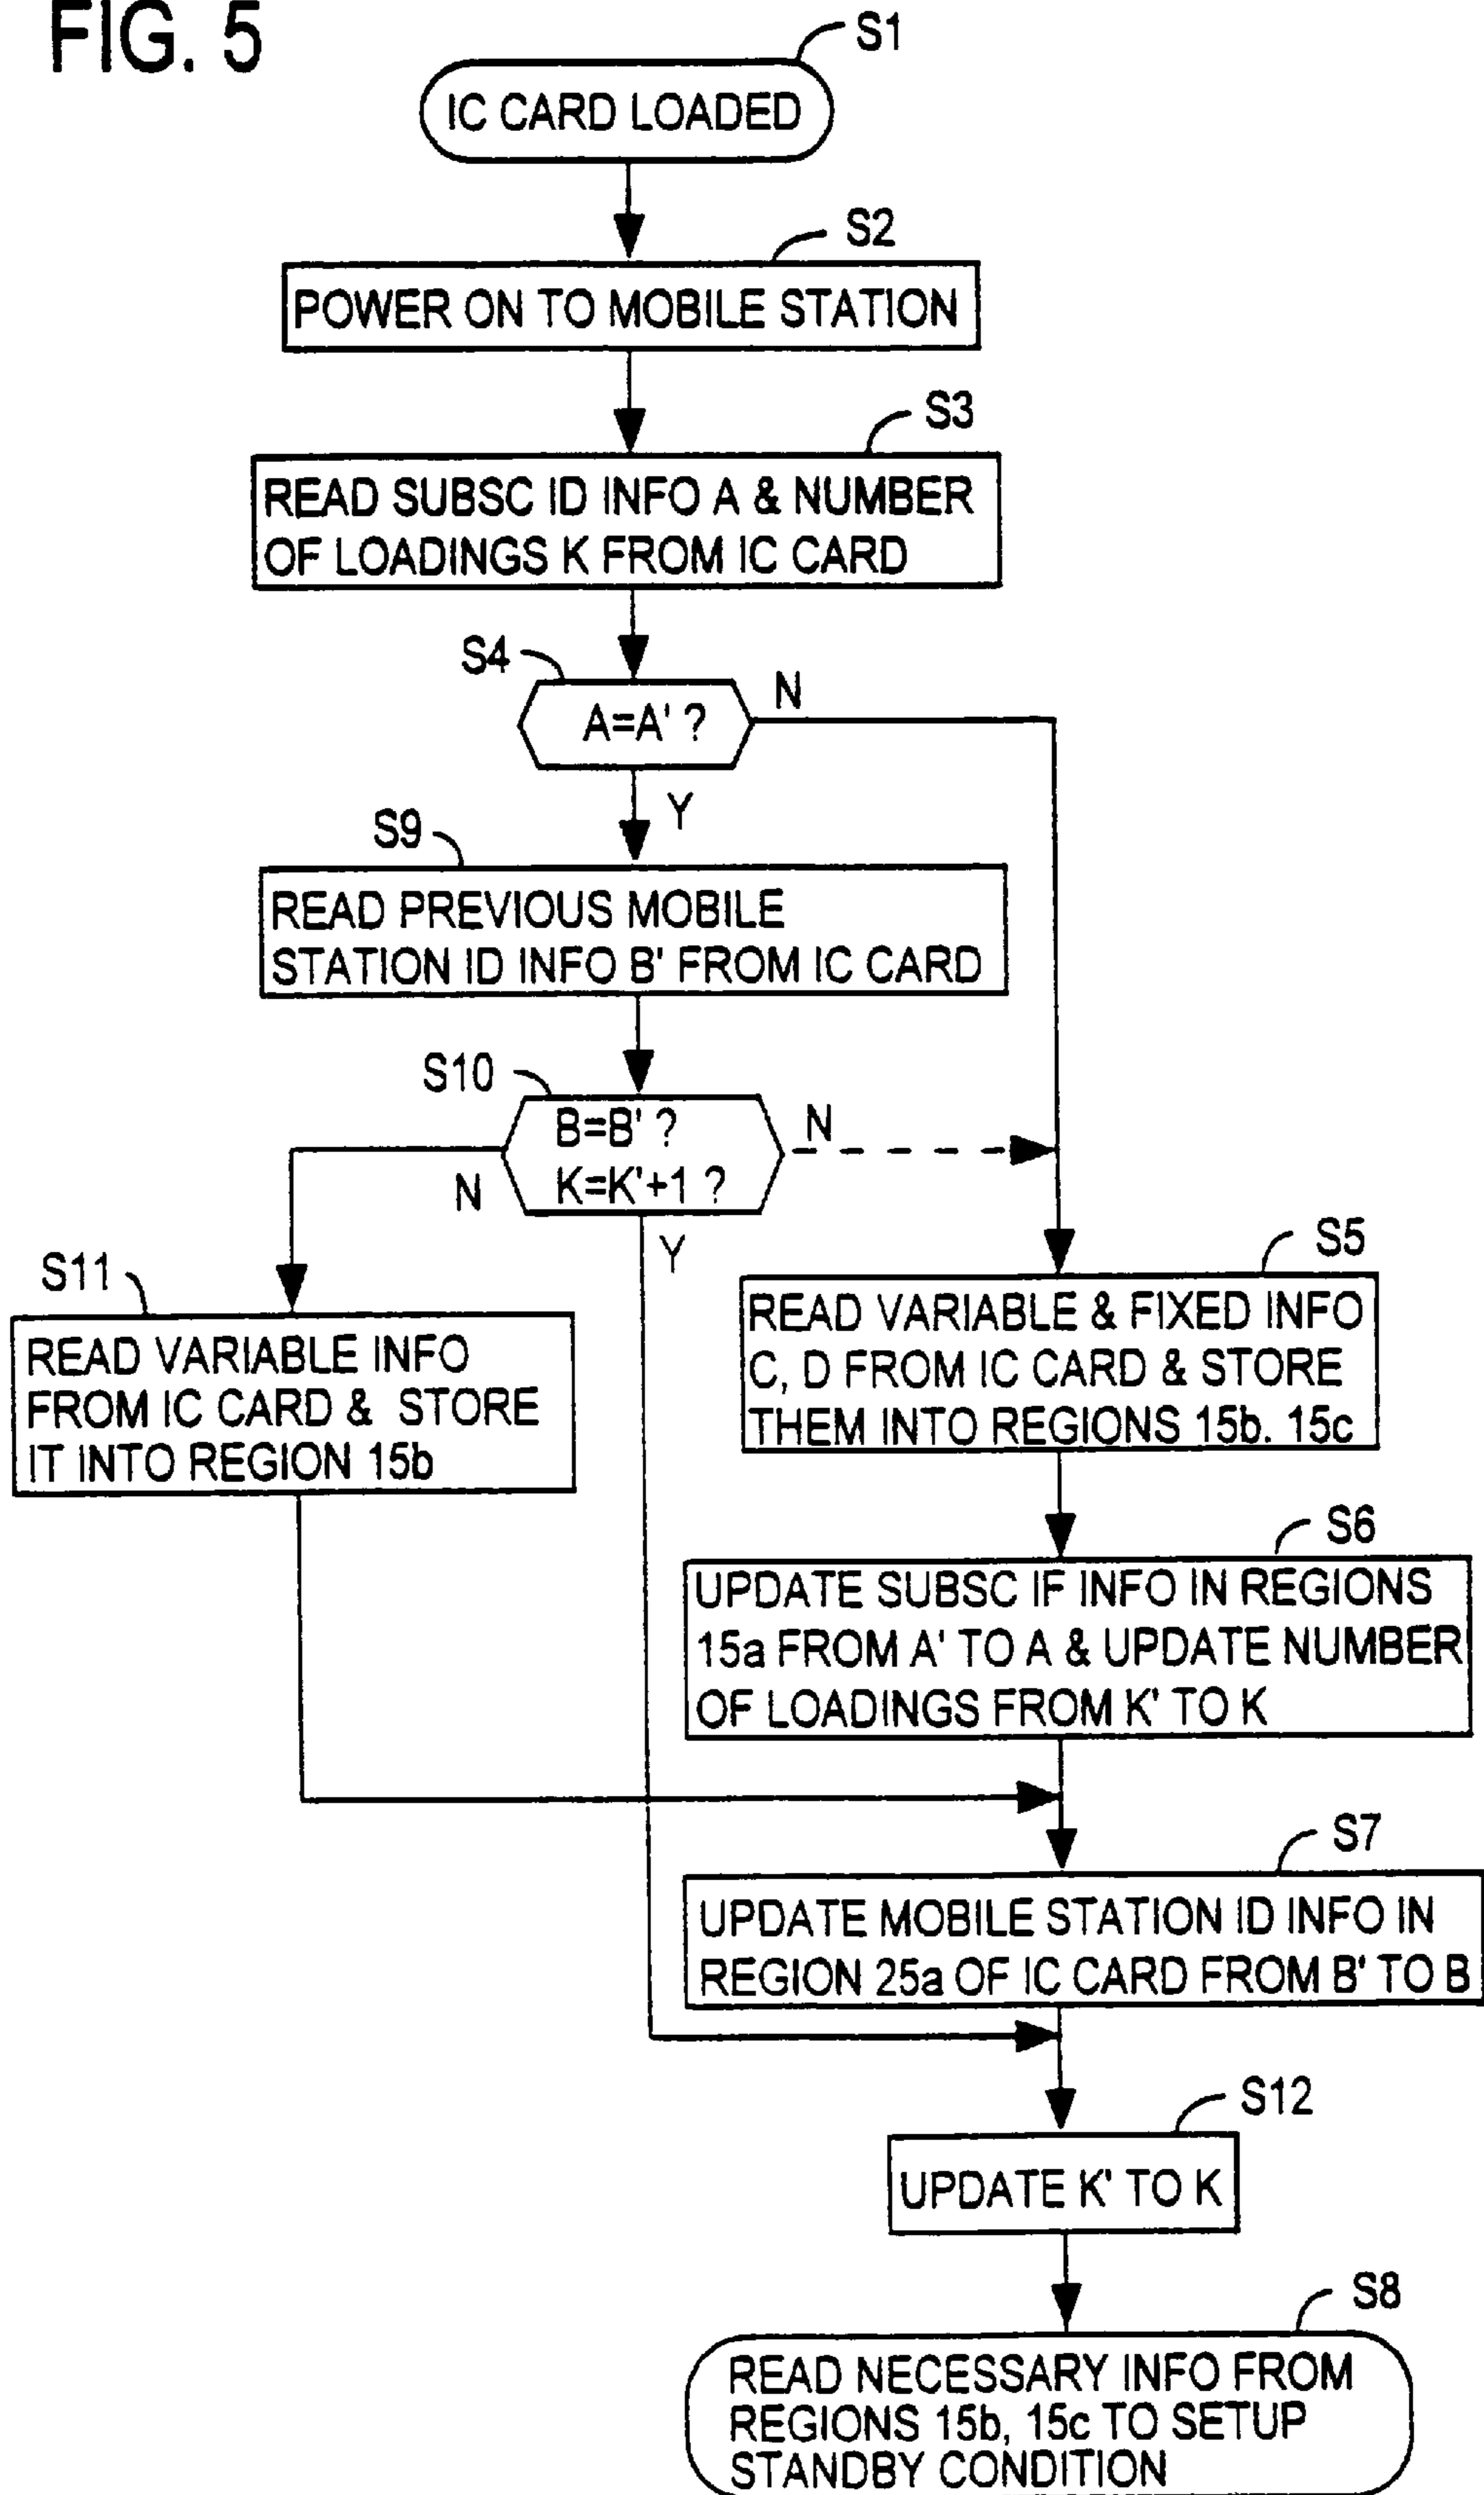 FIG. 5
S1
IC CARD LOADED
S2
POWER ON TO MOBILE STATION
S3
READ SUBSC ID INFO A & NUMBER
OF LOADINGS K FROM IC CARD
S4
A=A' ?
N
Y
S9
READ PREVIOUS MOBILE
STATION ID INFO B' FROM IC CARD
S10
B=B' ?
K=K'+1 ?
N
N
Y
S11
READ VARIABLE INFO
FROM IC CARD & STORE
IT INTO REGION 15b
S5
READ VARIABLE & FIXED INFO
C, D FROM IC CARD & STORE
THEM INTO REGIONS 15b. 15c
S6
UPDATE SUBSC IF INFO IN REGIONS
15a FROM A' TO A & UPDATE NUMBER
OF LOADINGS FROM K' TO K
S7
UPDATE MOBILE STATION ID INFO IN
REGION 25a OF IC CARD FROM B' TO B
S12
UPDATE K' TO K
S8
READ NECESSARY INFO FROM
REGIONS 15b, 15c TO SETUP
STANDBY CONDITION